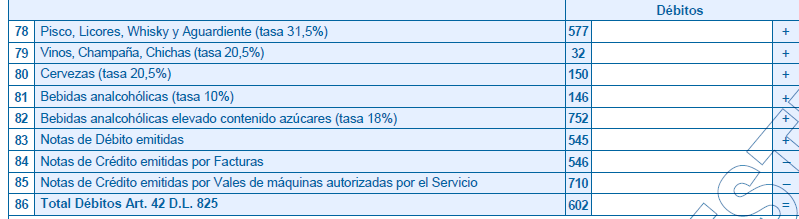 Débitos
78 Pisco, Licores, Whisky y Aguardiente (tasa 31,5%) 577 +
79 Vinos, Champaña, Chichas (tasa 20,5%) 32 +
80 Cervezas (tasa 20,5%) 150 +
81 Bebidas analcohólicas (tasa 10%) 146 +
82 Bebidas analcohólicas elevado contenido azúcares (tasa 18%) 752 +
83 Notas de Débito emitidas 545 +
84 Notas de Crédito emitidas por Facturas 546 –
85 Notas de Crédito emitidas por Vales de máquinas autorizadas por el Servicio 710 –
86 Total Débitos Art. 42 D.L. 825 602 =